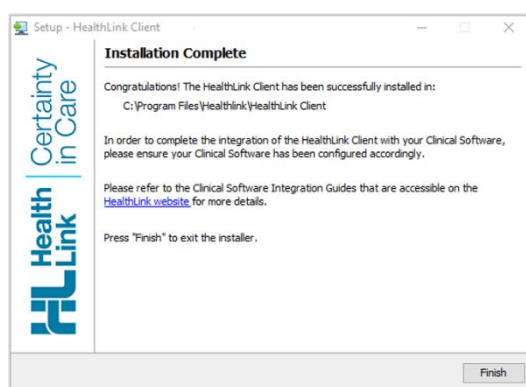 Setup - HealthLink Client
Installation Complete
Congratulations! The HealthLink Client has been successfully installed in:
C:\Program Files\Healthlink\HealthLink Client
In order to complete the integration of the HealthLink Client with your Clinical Software,
please ensure your Clinical Software has been configured accordingly.
Please refer to the Clinical Software Integration Guides that are accessible on the
HealthLink website for more details.
Press "Finish" to exit the installer.
HL Health
Link
Certainty
in Care
Finish